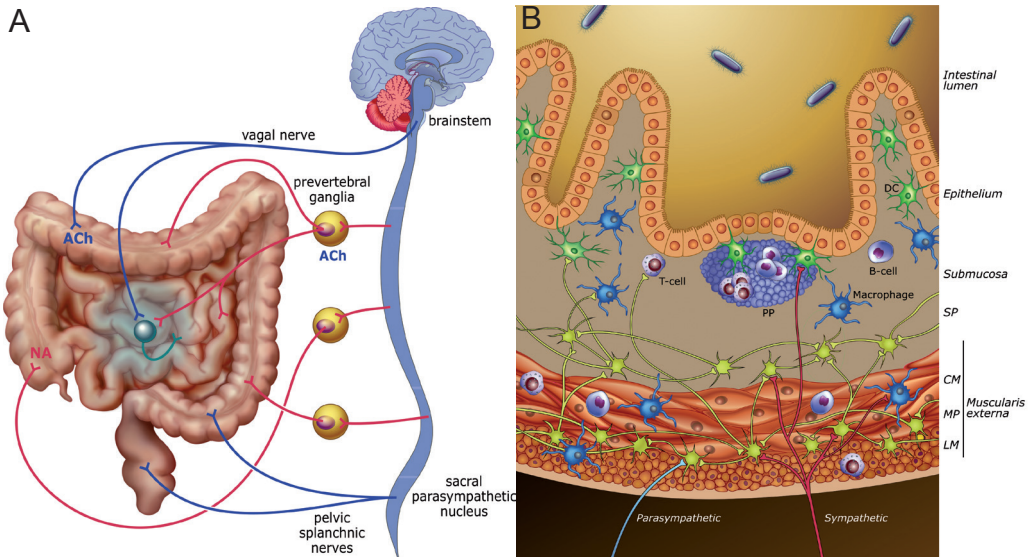 A
brainstem
vagal nerve
prevertebral
ganglia
ACh
ACh
NA
sacral
parasympathetic
nucleus
pelvic
splanchnic
nerves
B
Intestinal
lumen
Epithelium
DC
Submucosa
B-cell
T-cell
Macrophage
PP
SP
CM
Muscularis
externa
MP
LM
Parasympathetic
Sympathetic